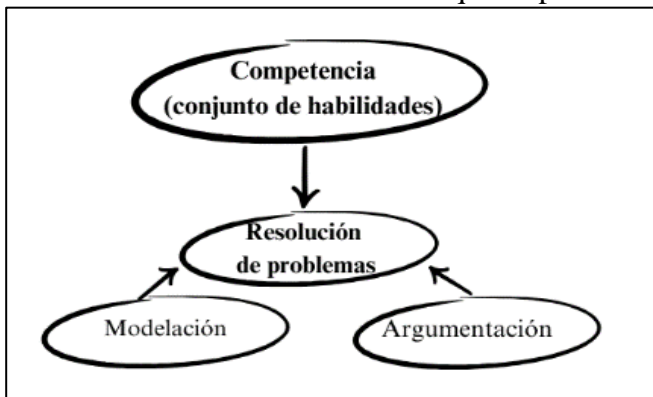 Competencia
(conjunto de habilidades)
Resolución
de problemas
Modelación
Argumentación